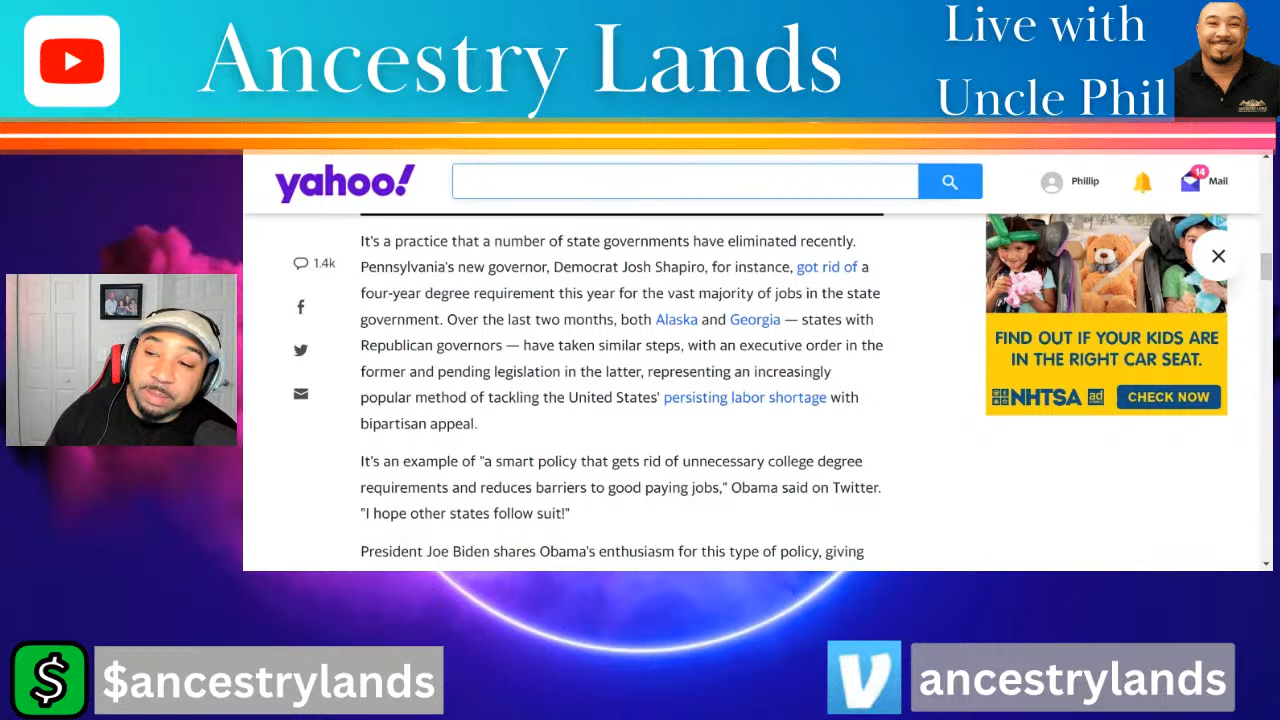 Ancestry Lands
Live with
Uncle Phil
yahoo!
Phillip
14
Mail
It's a practice that a number of state governments have eliminated recently.
Pennsylvania's new governor, Democrat Josh Shapiro, for instance, got rid of a
four-year degree requirement this year for the vast majority of jobs in the state
government. Over the last two months, both Alaska and Georgia — states with
Republican governors — have taken similar steps, with an executive order in the
former and pending legislation in the latter, representing an increasingly
popular method of tackling the United States' persisting labor shortage with
bipartisan appeal.
It's an example of "a smart policy that gets rid of unnecessary college degree
requirements and reduces barriers to good paying jobs," Obama said on Twitter.
"I hope other states follow suit!"
President Joe Biden shares Obama's enthusiasm for this type of policy, giving
1.4k
FIND OUT IF YOUR KIDS ARE
IN THE RIGHT CAR SEAT.
NHTSA
ad
CHECK NOW
$ancestrylands
ancestrylands